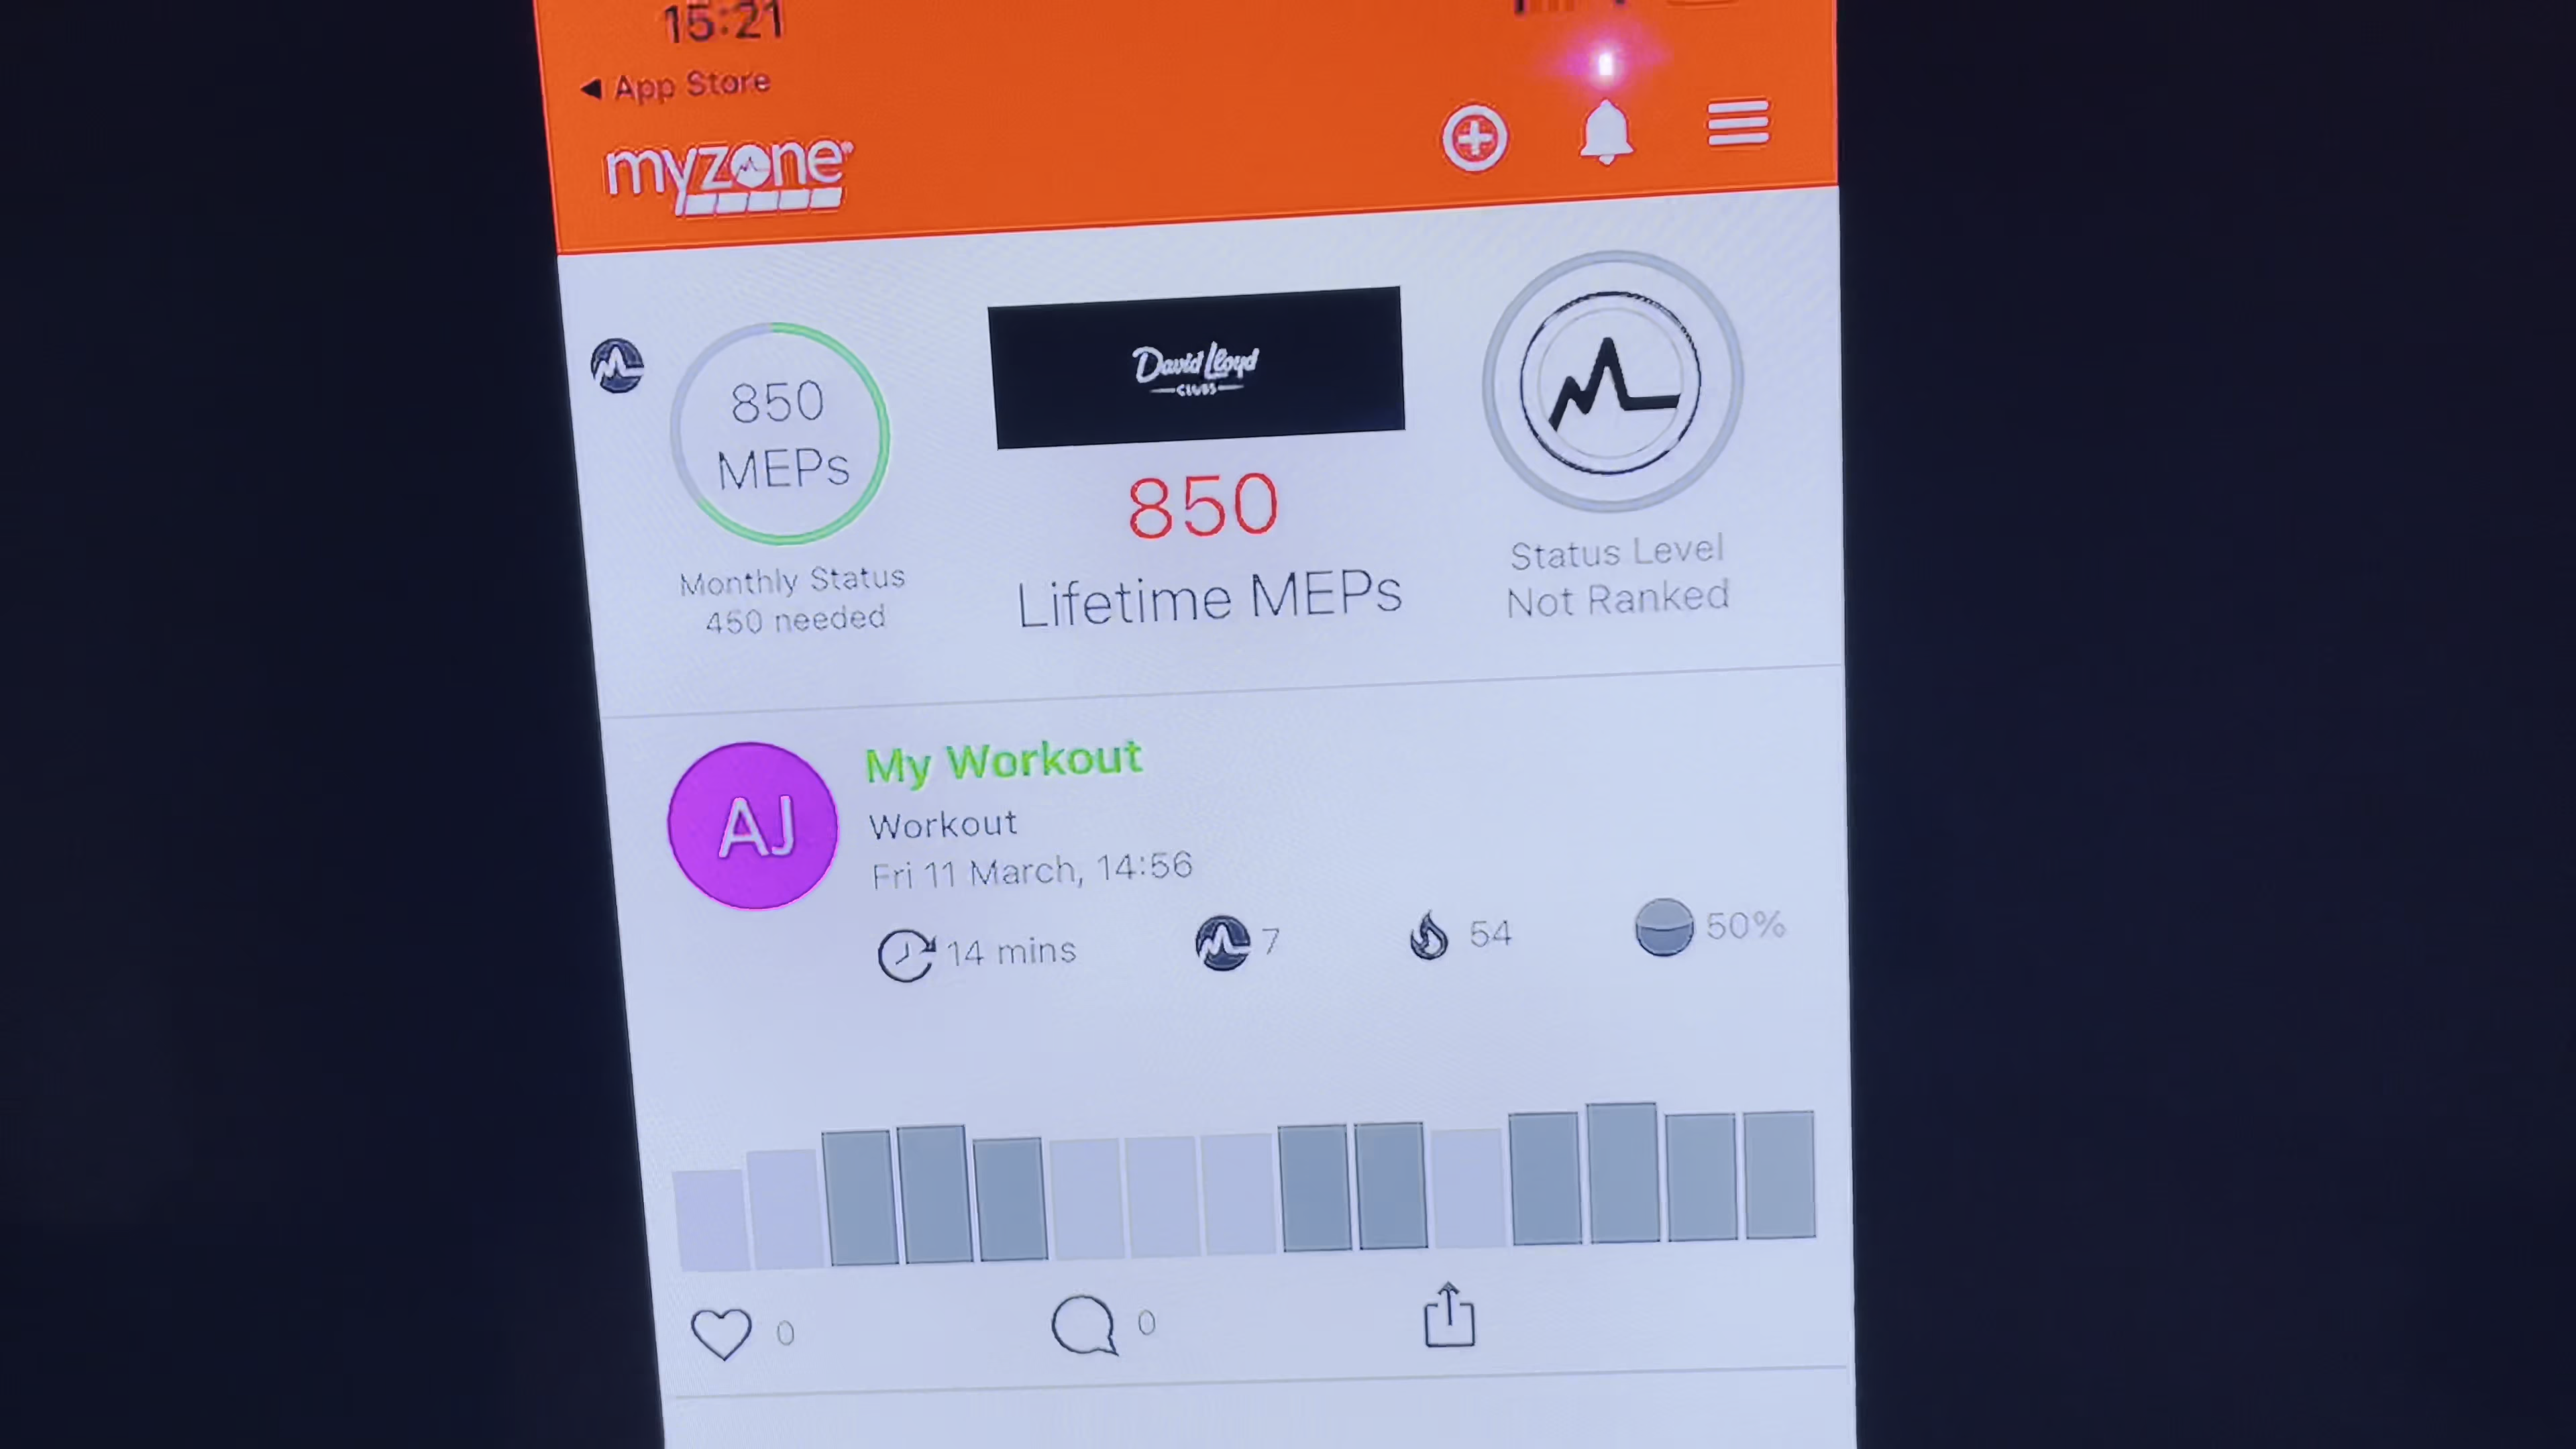 15:21
App Store
myzone
850
MEPs
Monthly Status
450 needed
David Lloyd
CLUBS
850
Lifetime MEPs
Status Level
Not Ranked
AJ
My Workout
Workout
Fri 11 March, 14:56
14 mins
7
54
50%
0
0